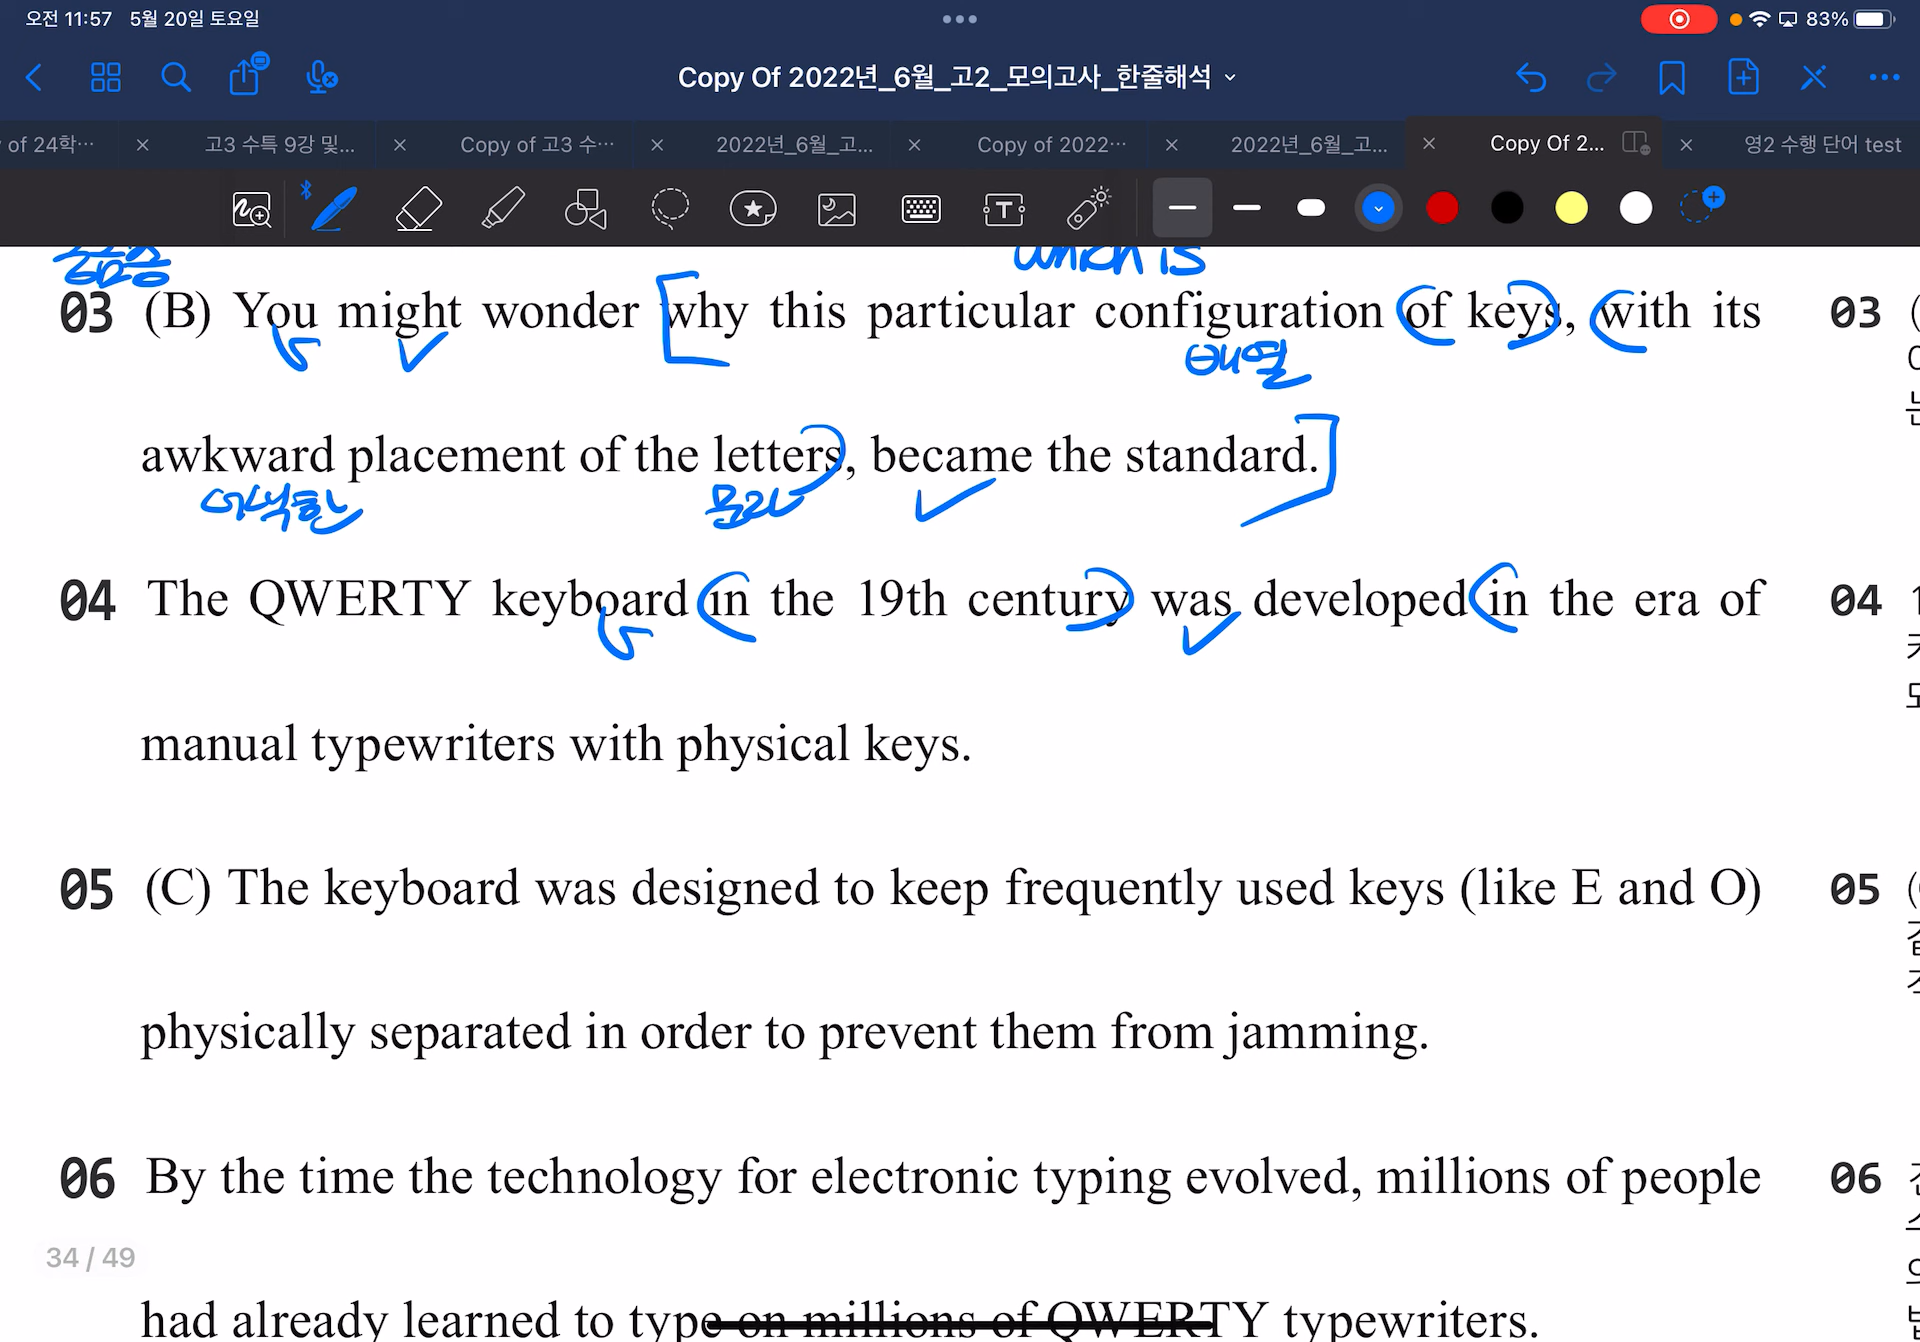 오전 11:57 5월 20일 토요일
83%
Copy Of 2022년_6월_고2_모의고사_한줄해석
of 24학… 고3 수특 9강 및... Copy of 고3 수… 2022년_6월_고... Copy of 2022… 2022년_6월_고... Copy Of 2... 영2 수행 단어 test
which is
03 (B) You might wonder why this particular configuration of keys, with its 03
배열
awkward placement of the letters, became the standard.
어색한 문자
04 The QWERTY keyboard in the 19th century was developed in the era of 04
manual typewriters with physical keys.
05 (C) The keyboard was designed to keep frequently used keys (like E and O) 05
physically separated in order to prevent them from jamming.
06 By the time the technology for electronic typing evolved, millions of people 06
34 / 49
had already learned to type on millions of QWERTY typewriters.